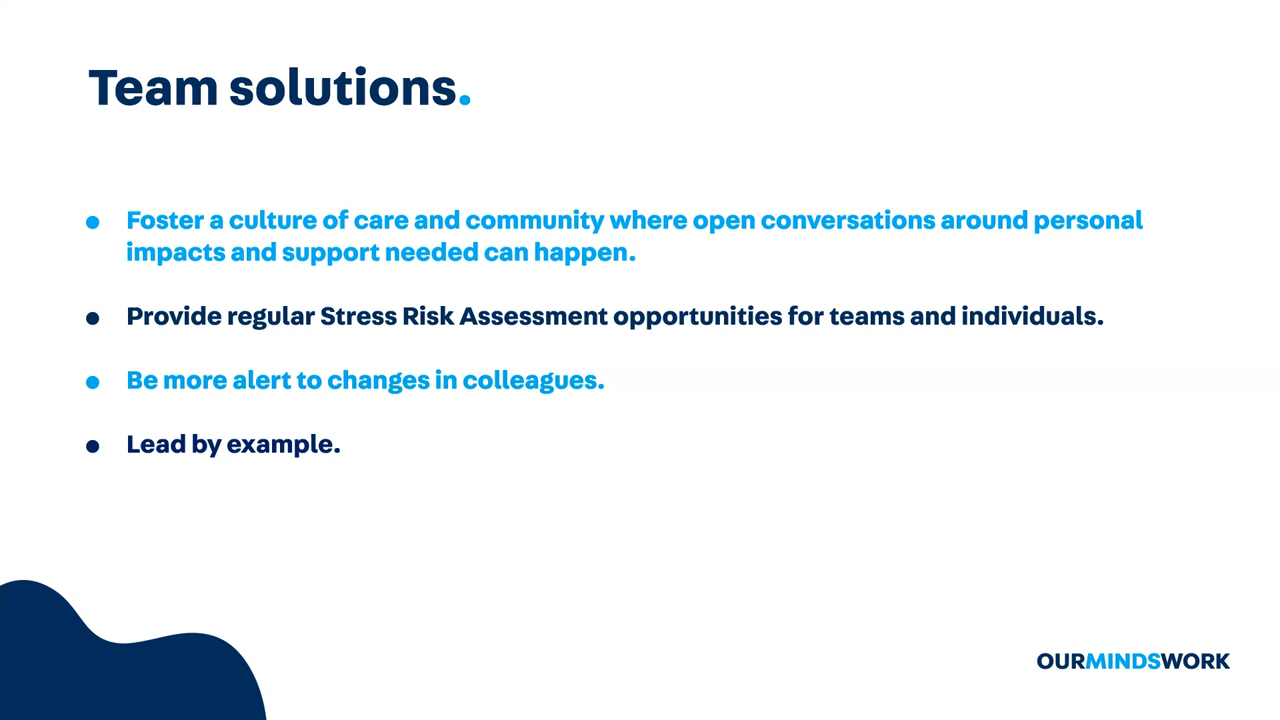 Team solutions.
• Foster a culture of care and community where open conversations around personal
impacts and support needed can happen.
• Provide regular Stress Risk Assessment opportunities for teams and individuals.
• Be more alert to changes in colleagues.
• Lead by example.
OURMINDSWORK